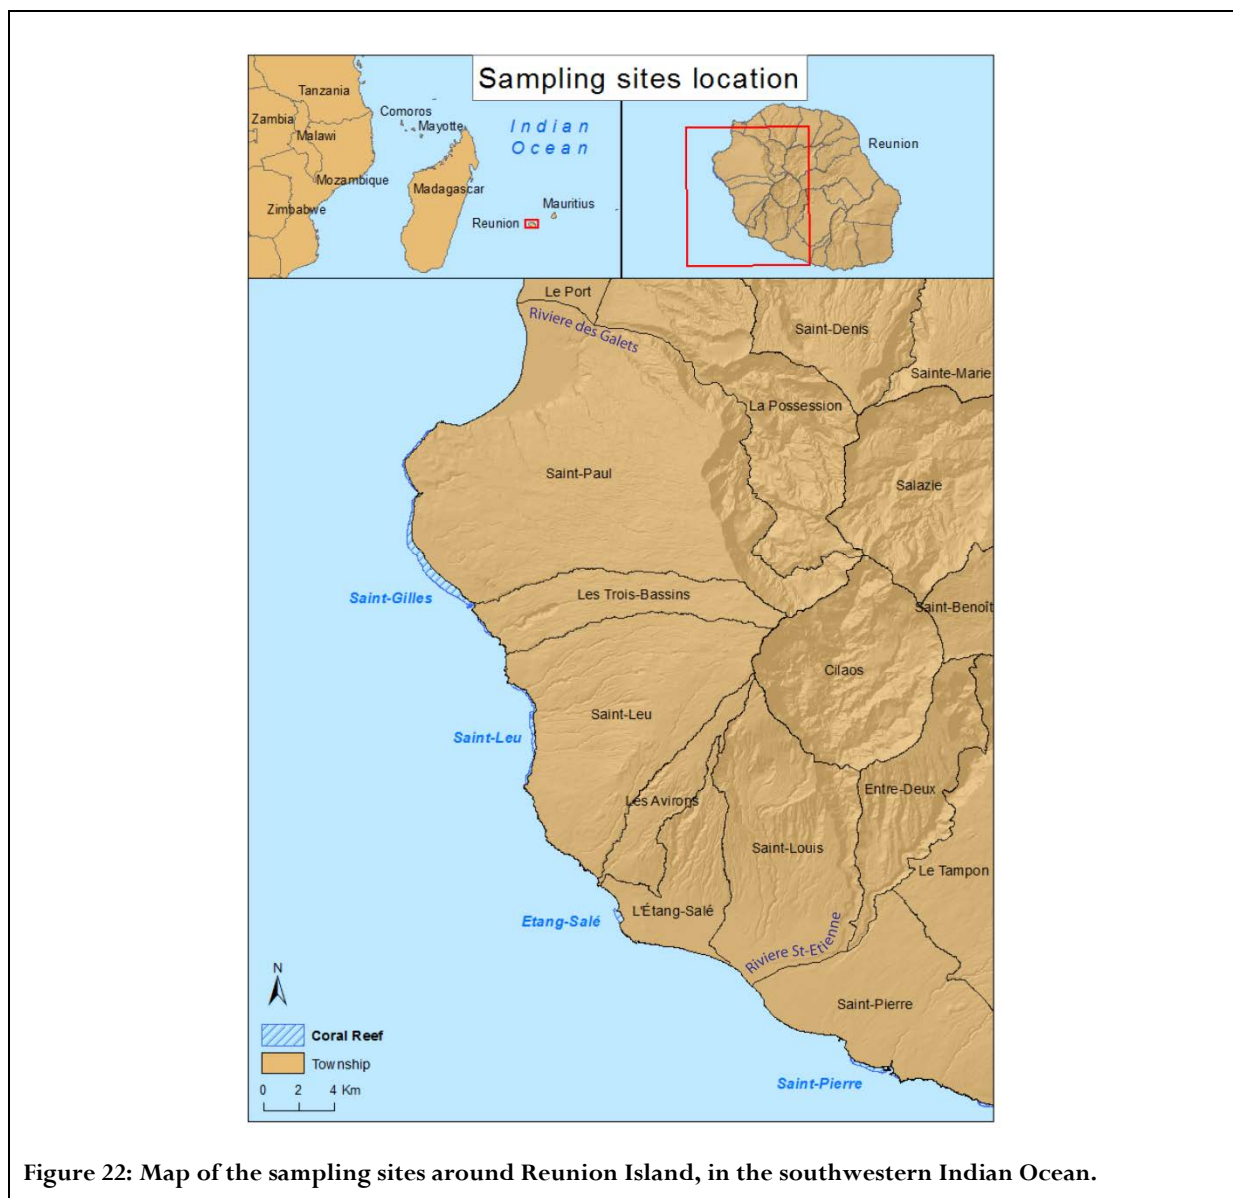 Sampling sites location
Tanzania
Zambia
Malawi
Comoros
Mayotte
Indian
Ocean
Mozambique
Madagascar
Zimbabwe
Mauritius
Reunion
Reunion
Le Port
Riviere des Galets
Saint-Denis
Sainte-Marie
La Possession
Saint-Paul
Salazie
Saint-Gilles
Les Trois-Bassins
Saint-Benoît
Cilaos
Saint-Leu
Saint-Leu
Les Avirons
Entre-Deux
Saint-Louis
Le Tampon
Etang-Salé
L'Étang-Salé
Riviere St-Etienne
Saint-Pierre
Saint-Pierre
N
Coral Reef
Township
0 2 4 Km
Figure 22: Map of the sampling sites around Reunion Island, in the southwestern Indian Ocean.